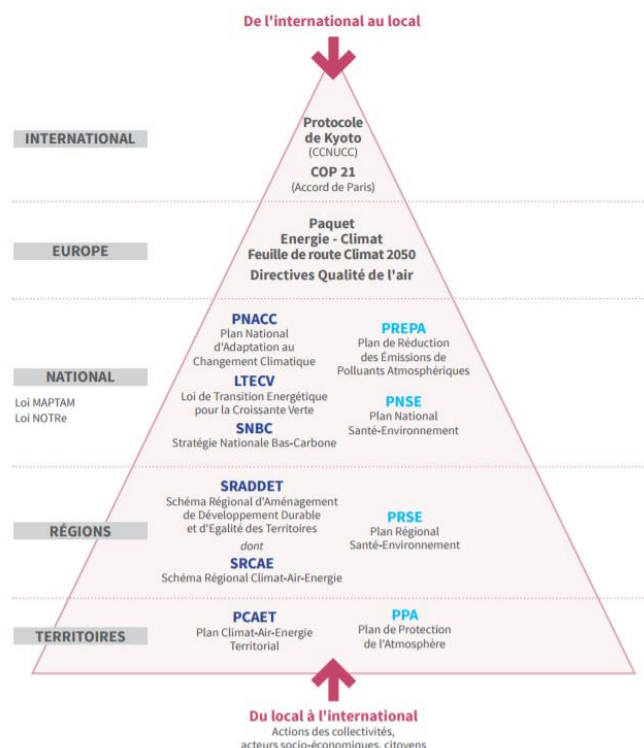 De l'international au local
INTERNATIONAL
Protocole
de Kyoto
(CCNUCC)
COP 21
(Accord de Paris)
EUROPE
Paquet
Energie - Climat
Feuille de route Climat 2050
Directives Qualité de l'air
NATIONAL
Loi MAPTAM
Loi NOTRe
PNACC
Plan National
d'Adaptation au
Changement Climatique
LTECV
Loi de Transition Energétique
pour la Croissante Verte
SNBC
Stratégie Nationale Bas-Carbone
PREPA
Plan de Réduction
des Émissions de
Polluants Atmosphériques
PNSE
Plan National
Santé-Environnement
RÉGIONS
SRADDET
Schéma Régional d'Aménagement
de Développement Durable
et d'Egalité des Territoires
dont
SRCAE
Schéma Régional Climat-Air-Energie
PRSE
Plan Régional
Santé-Environnement
TERRITOIRES
PCAET
Plan Climat-Air-Energie
Territorial
PPA
Plan de Protection
de l'Atmosphère
Du local à l'international
Actions des collectivités,
acteurs socio-économiques, citoyens